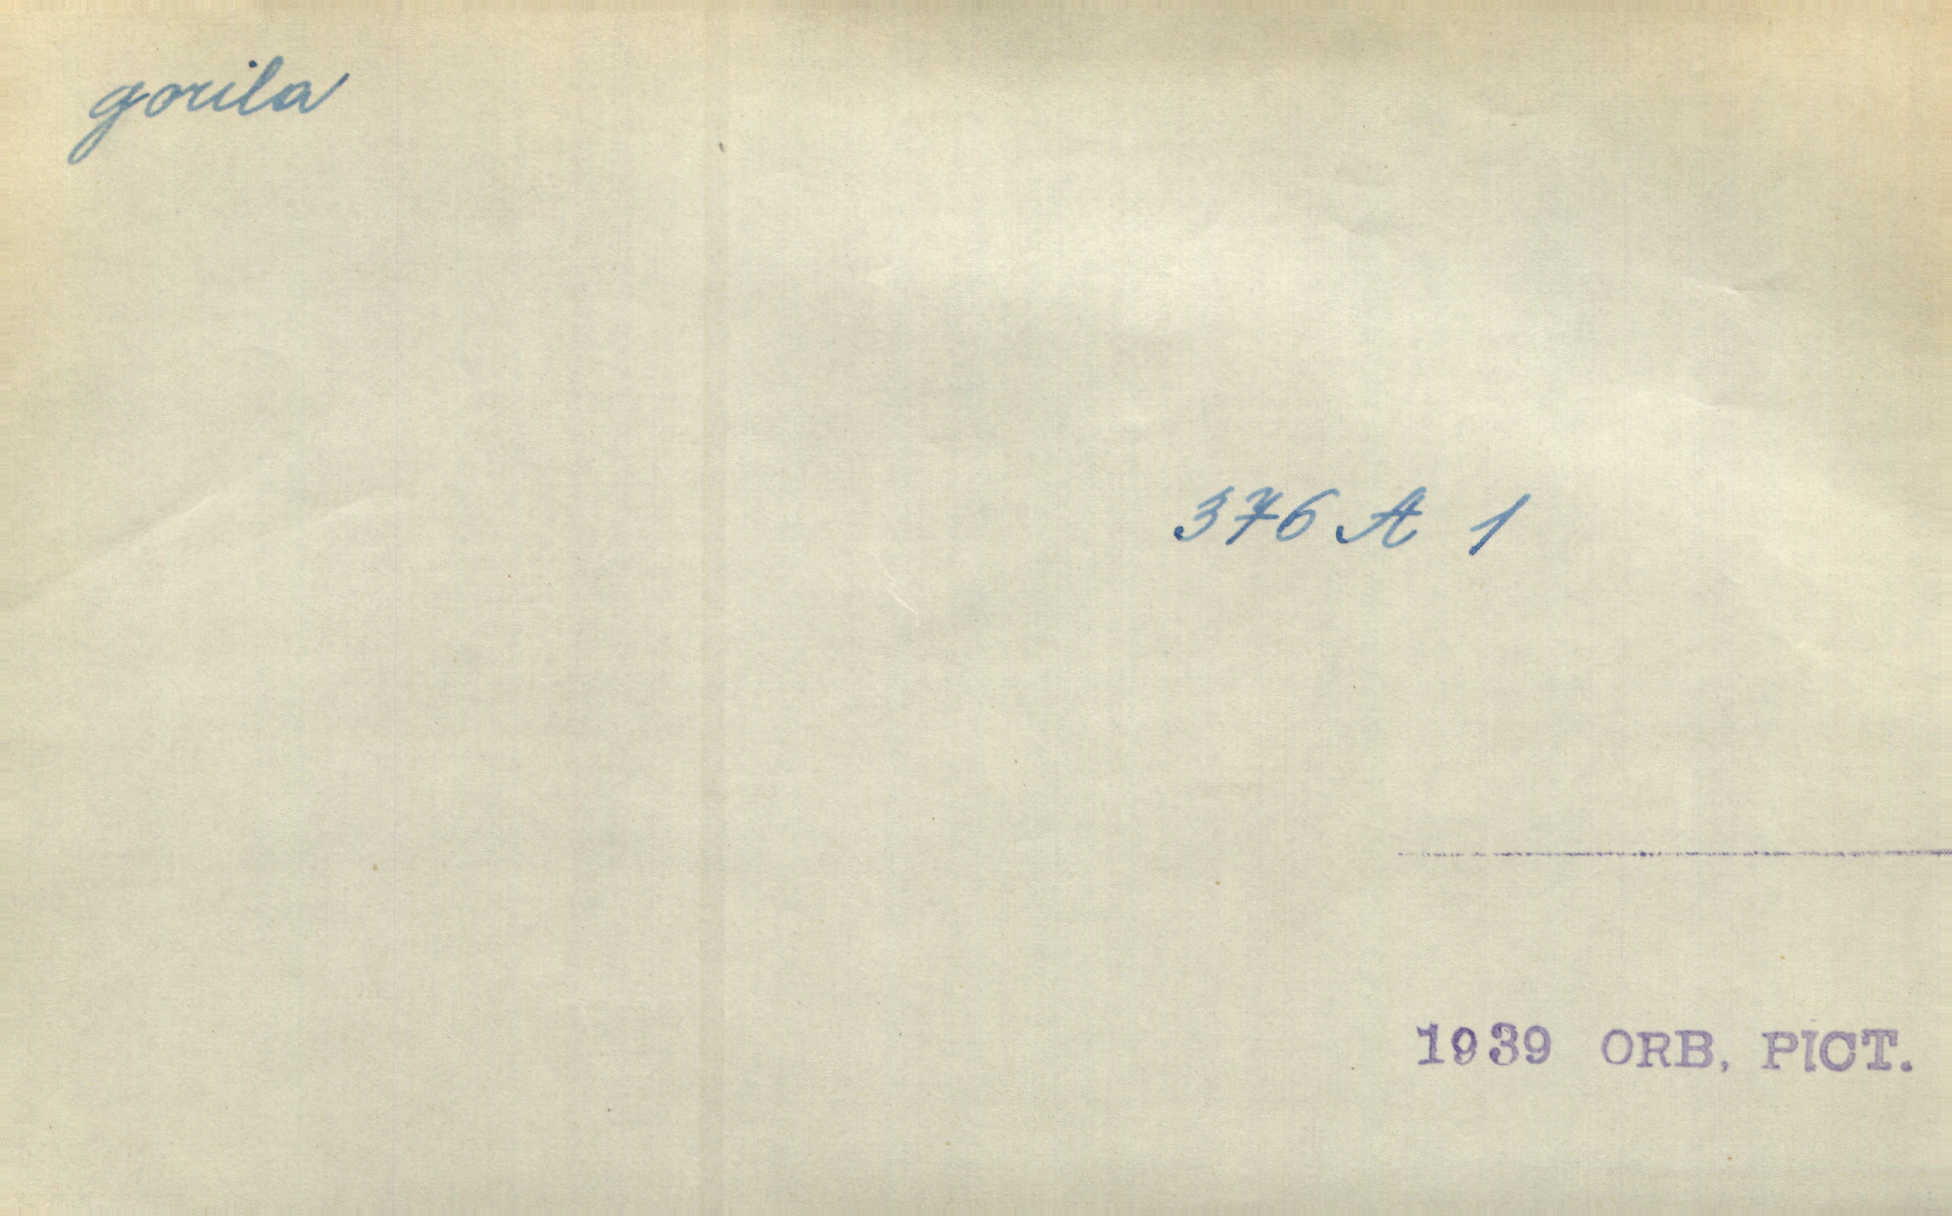 gorila
376 A 1
1939 ORB. PICT.